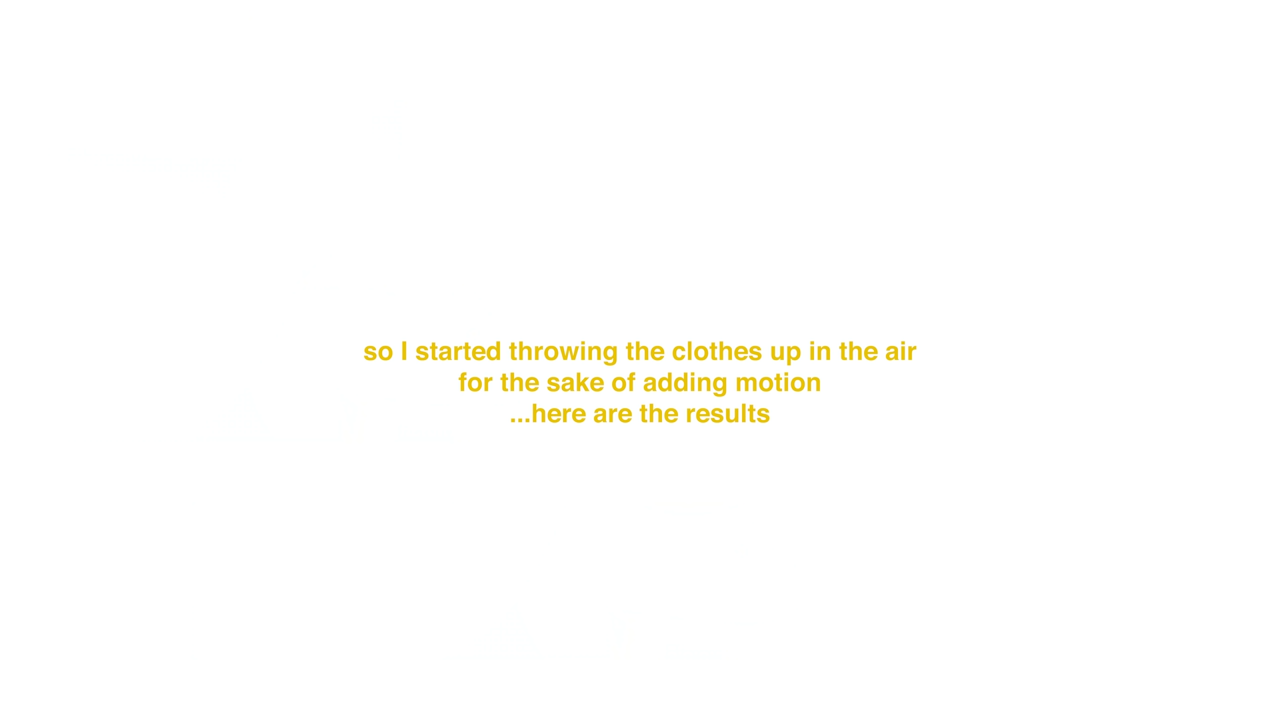 so I started throwing the clothes up in the air
for the sake of adding motion
...here are the results